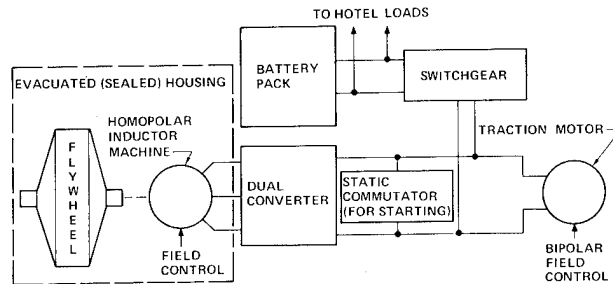 TO HOTEL LOADS
BATTERY
PACK
SWITCHGEAR
EVACUATED (SEALED) HOUSING
HOMOPOLAR
INDUCTOR
MACHINE
FLYWHEEL
FIELD
CONTROL
DUAL
CONVERTER
STATIC
COMMUTATOR
(FOR STARTING)
TRACTION MOTOR
BIPOLAR
FIELD
CONTROL